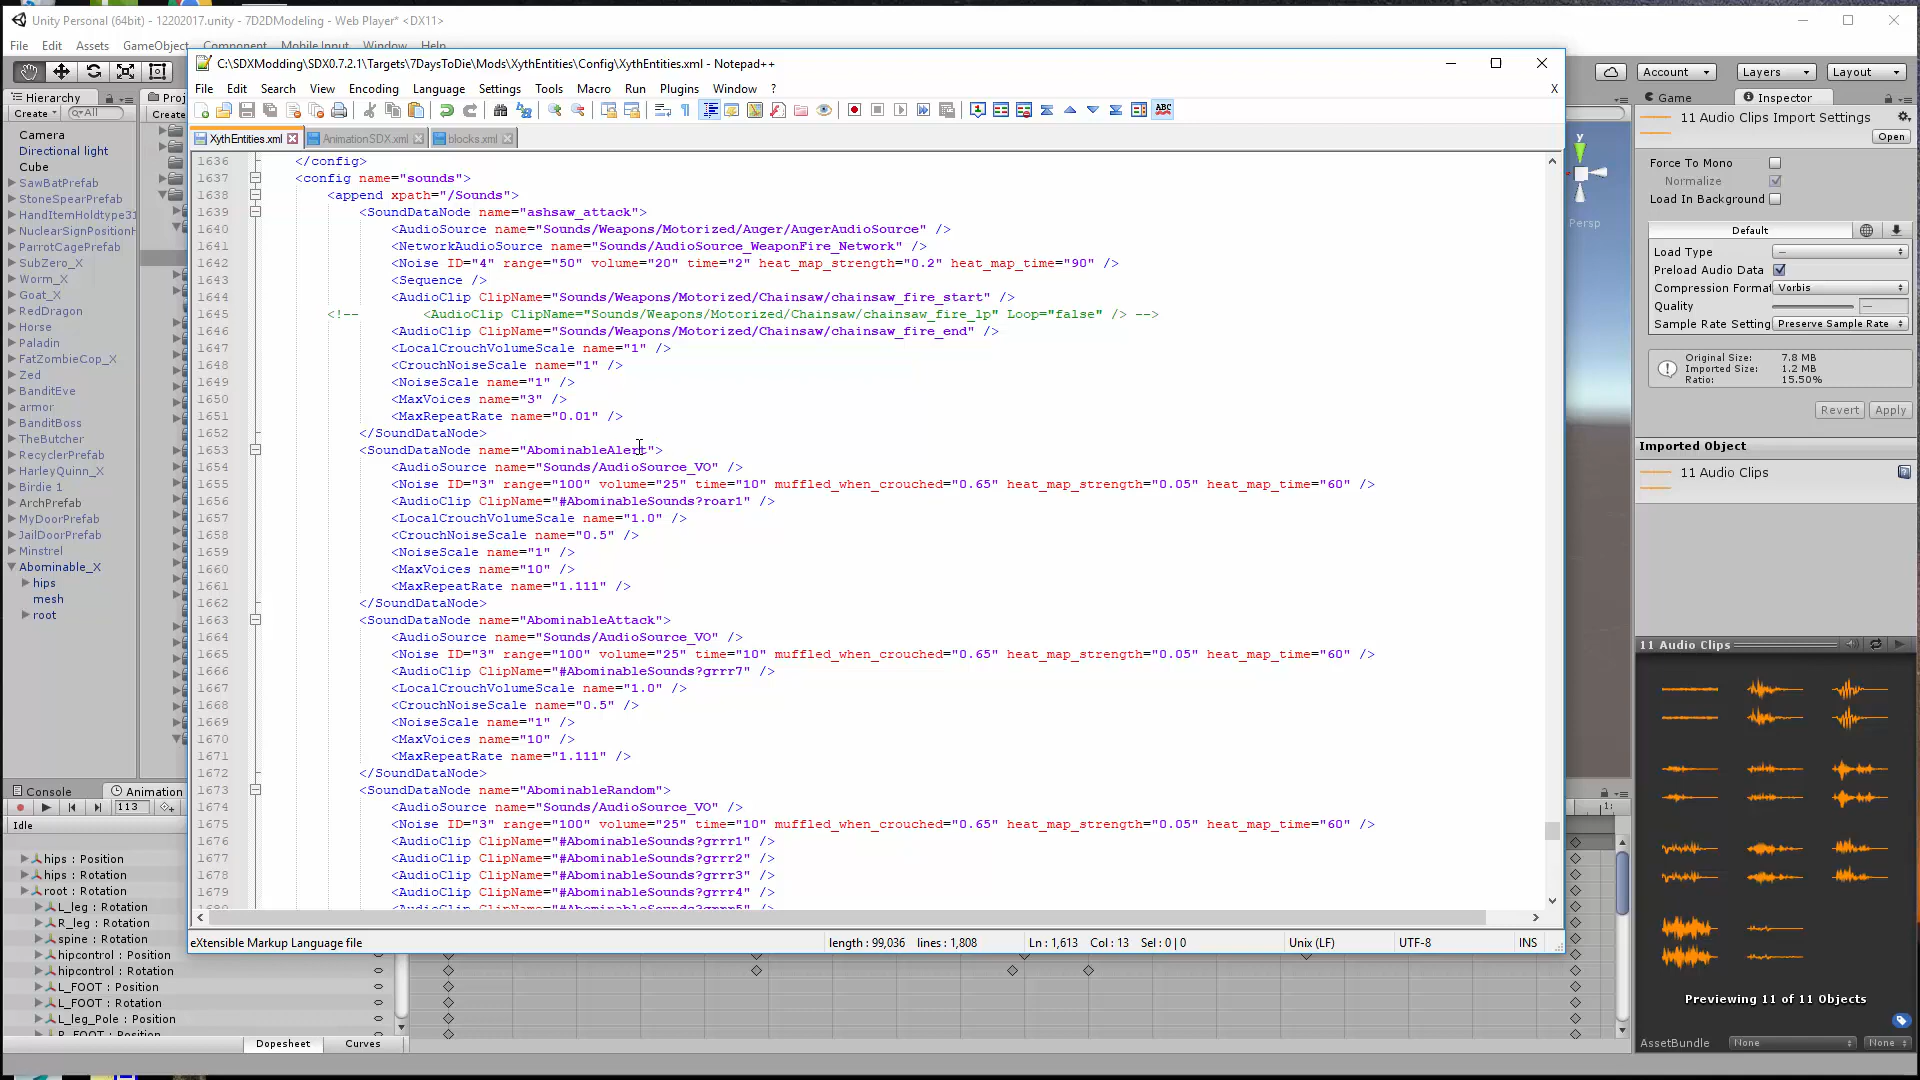 Unity Personal (64bit) - 12202017.unity - 7D2DModeling - Web Player* <DX11>
File Edit Assets GameObject Component Mobile Input Window Help
Account Layers Layout
C:\SDXModding\SDX0.7.2.1\Targets\7DaysToDie\Mods\XythEntities\Config\XythEntities.xml - Notepad++
File Edit Search View Encoding Language Settings Tools Macro Run Plugins Window ? X
XythEntities.xml AnimationSDX.xml blocks.xml
Hierarchy
Create All
Camera
Directional light
Cube
SawBatPrefab
StoneSpearPrefab
HandItemHoldtype31
NuclearSignPositionH
ParrotCagePrefab
SubZero_X
Worm_X
Goat_X
RedDragon
Horse
Paladin
FatZombieCop_X
Zed
BanditEve
armor
BanditBoss
TheButcher
RecyclerPrefab
HarleyQuinn_X
Birdie 1
ArchPrefab
MyDoorPrefab
JailDoorPrefab
Minstrel
Abominable_X
hips
mesh
root
Proj
Create
1636 </config>
1637 <config name="sounds">
1638 <append xpath="/Sounds">
1639 <SoundDataNode name="ashsaw_attack">
1640 <AudioSource name="Sounds/Weapons/Motorized/Auger/AugerAudioSource" />
1641 <NetworkAudioSource name="Sounds/AudioSource_WeaponFire_Network" />
1642 <Noise ID="4" range="50" volume="20" time="2" heat_map_strength="0.2" heat_map_time="90" />
1643 <Sequence />
1644 <AudioClip ClipName="Sounds/Weapons/Motorized/Chainsaw/chainsaw_fire_start" />
1645 <!-- <AudioClip ClipName="Sounds/Weapons/Motorized/Chainsaw/chainsaw_fire_lp" Loop="false" /> -->
1646 <AudioClip ClipName="Sounds/Weapons/Motorized/Chainsaw/chainsaw_fire_end" />
1647 <LocalCrouchVolumeScale name="1" />
1648 <CrouchNoiseScale name="1" />
1649 <NoiseScale name="1" />
1650 <MaxVoices name="3" />
1651 <MaxRepeatRate name="0.01" />
1652 </SoundDataNode>
1653 <SoundDataNode name="AbominableAlert">
1654 <AudioSource name="Sounds/AudioSource_VO" />
1655 <Noise ID="3" range="100" volume="25" time="10" muffled_when_crouched="0.65" heat_map_strength="0.05" heat_map_time="60" />
1656 <AudioClip ClipName="#AbominableSounds?roar1" />
1657 <LocalCrouchVolumeScale name="1.0" />
1658 <CrouchNoiseScale name="0.5" />
1659 <NoiseScale name="1" />
1660 <MaxVoices name="10" />
1661 <MaxRepeatRate name="1.111" />
1662 </SoundDataNode>
1663 <SoundDataNode name="AbominableAttack">
1664 <AudioSource name="Sounds/AudioSource_VO" />
1665 <Noise ID="3" range="100" volume="25" time="10" muffled_when_crouched="0.65" heat_map_strength="0.05" heat_map_time="60" />
1666 <AudioClip ClipName="#AbominableSounds?grrr7" />
1667 <LocalCrouchVolumeScale name="1.0" />
1668 <CrouchNoiseScale name="0.5" />
1669 <NoiseScale name="1" />
1670 <MaxVoices name="10" />
1671 <MaxRepeatRate name="1.111" />
1672 </SoundDataNode>
1673 <SoundDataNode name="AbominableRandom">
1674 <AudioSource name="Sounds/AudioSource_VO" />
1675 <Noise ID="3" range="100" volume="25" time="10" muffled_when_crouched="0.65" heat_map_strength="0.05" heat_map_time="60" />
1676 <AudioClip ClipName="#AbominableSounds?grrr1" />
1677 <AudioClip ClipName="#AbominableSounds?grrr2" />
1678 <AudioClip ClipName="#AbominableSounds?grrr3" />
1679 <AudioClip ClipName="#AbominableSounds?grrr4" />
eXtensible Markup Language file length : 99,036 lines : 1,808 Ln : 1,613 Col : 13 Sel : 0 | 0 Unix (LF) UTF-8 INS
y
Persp
Game Inspector
11 Audio Clips Import Settings
Open
Force To Mono
Normalize
Load In Background
Default
Load Type —
Preload Audio Data
Compression Format Vorbis
Quality —
Sample Rate Setting Preserve Sample Rate
Original Size: 7.8 MB
Imported Size: 1.2 MB
Ratio: 15.50%
Revert Apply
Imported Object
11 Audio Clips
11 Audio Clips
Previewing 11 of 11 Objects
AssetBundle None None
Console Animation
113
1:
Idle
hips : Position
hips : Rotation
root : Rotation
L_leg : Rotation
R_leg : Rotation
spine : Rotation
hipcontrol : Position
hipcontrol : Rotation
L_FOOT : Position
L_FOOT : Rotation
L_leg_Pole : Position
Dopesheet Curves